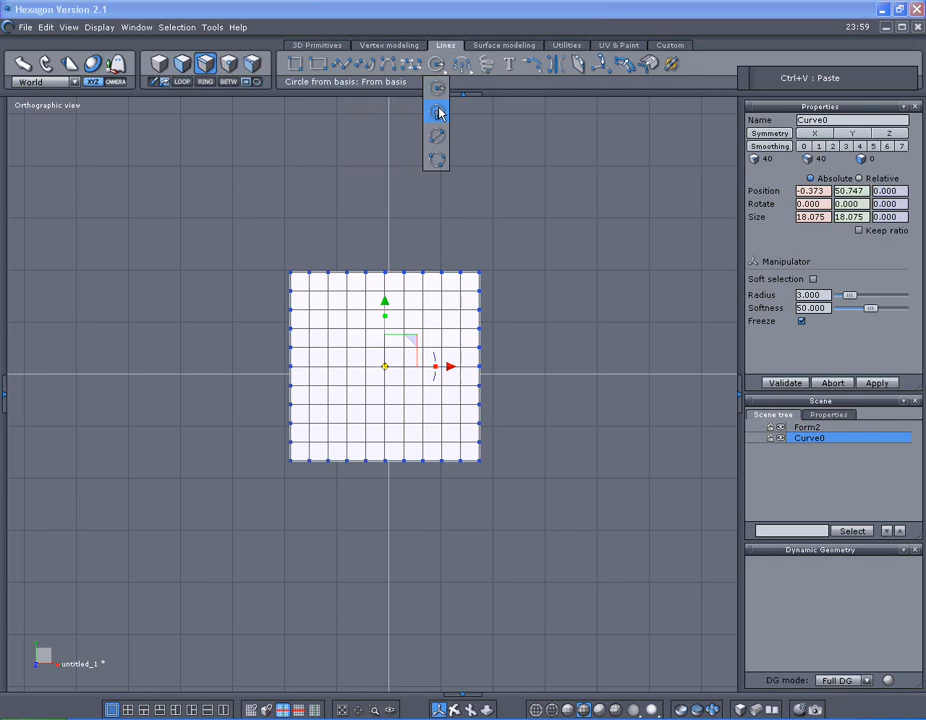 Hexagon Version 2.1
File Edit View Display Window Selection Tools Help
23:59
3D Primitives Vertex modeling Lines Surface modeling Utilities UV & Paint Custom
World XYZ CAMERA LOOP RING BETW
Circle from basis: From basis
Ctrl+V : Paste
Orthographic view
Properties
Name Curve0
Symmetry X Y Z
Smoothing 0 1 2 3 4 5 6 7
40 40 0
Absolute Relative
Position -0.373 50.747 0.000
Rotate 0.000 0.000 0.000
Size 18.075 18.075 0.000
Keep ratio
Manipulator
Soft selection
Radius 3.000
Softness 50.000
Freeze
Validate Abort Apply
Scene
Scene tree Properties
Form2
Curve0
Select
Dynamic Geometry
untitled_1 *
DG mode: Full DG